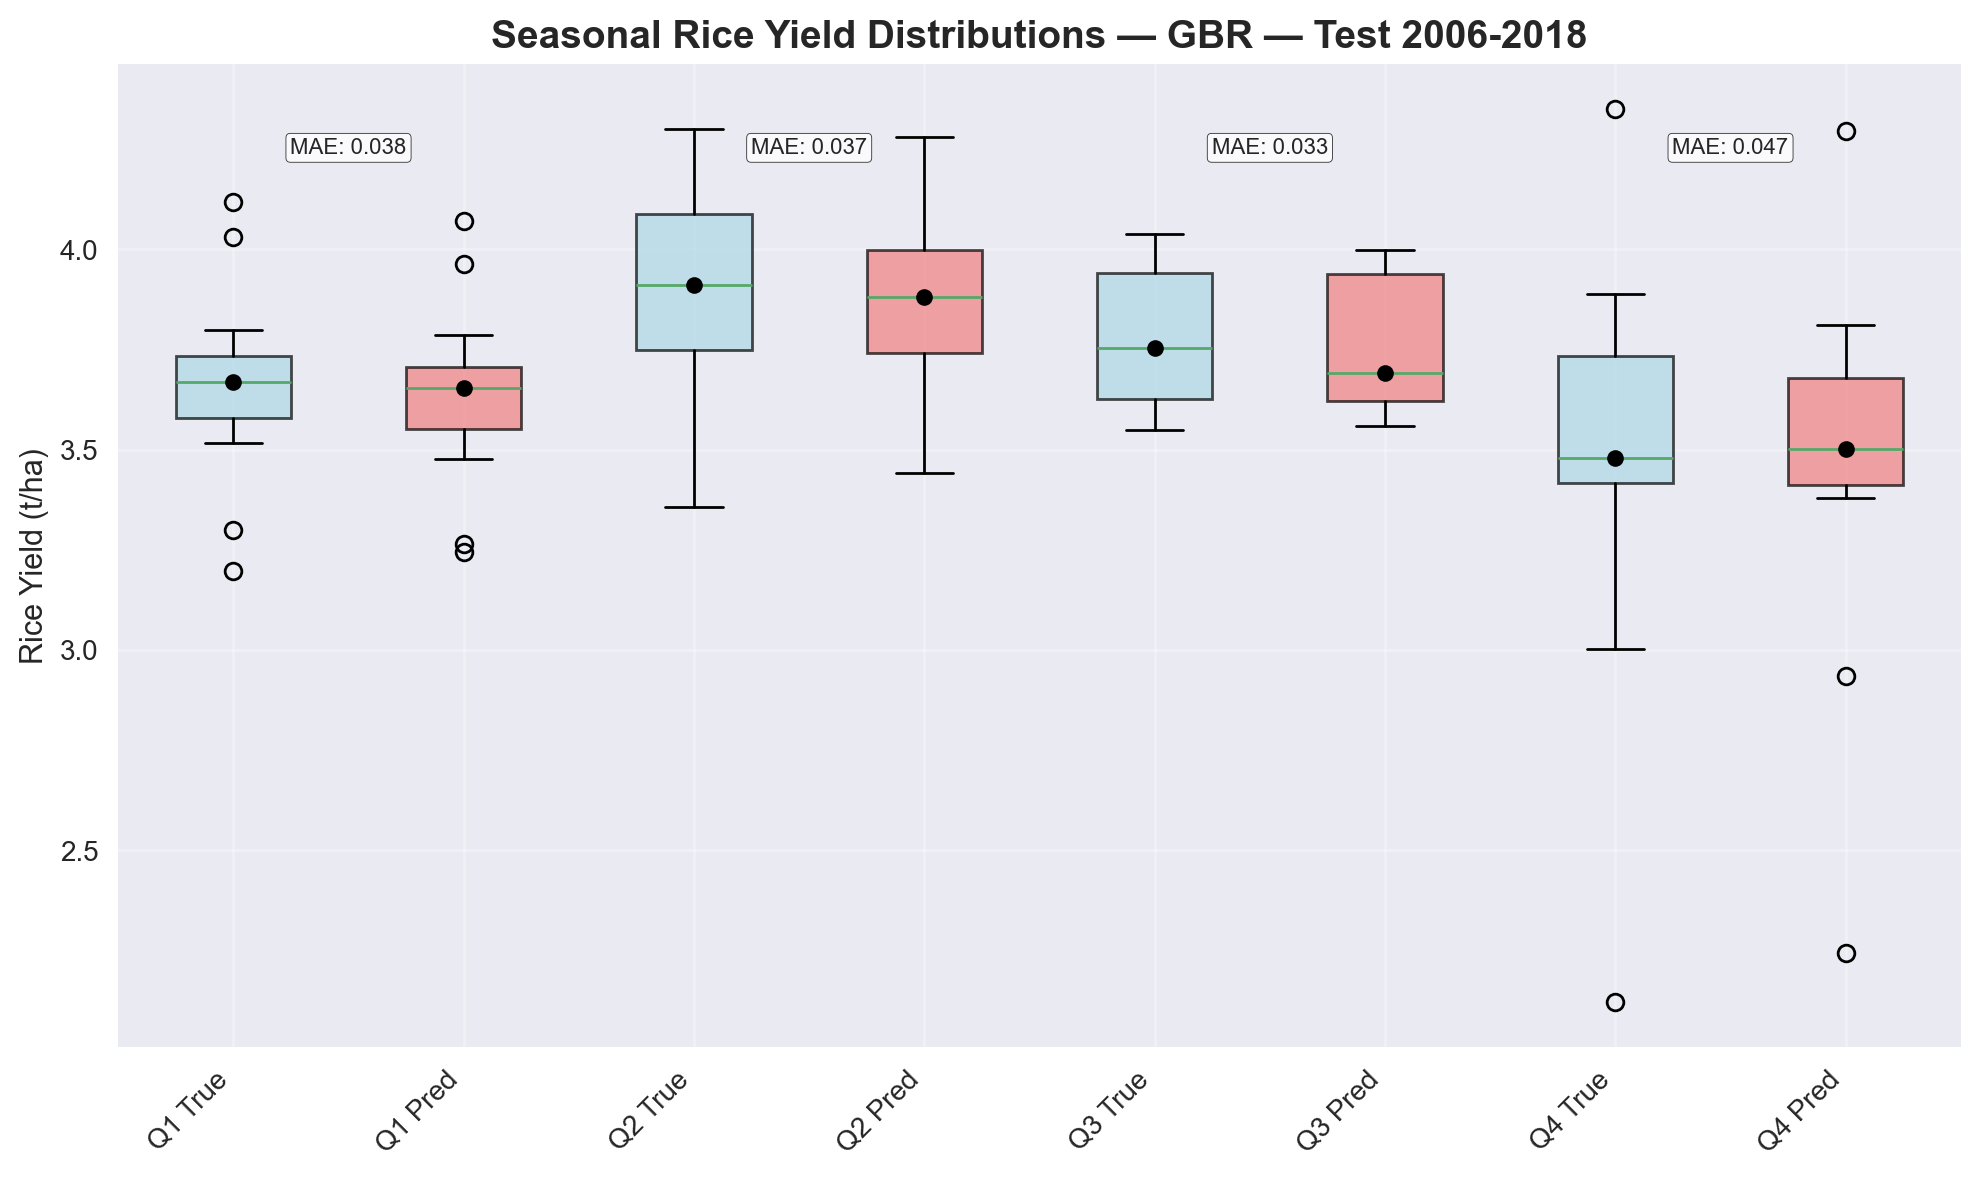 Seasonal Rice Yield Distributions — GBR — Test 2006-2018
MAE: 0.038
MAE: 0.037
MAE: 0.033
MAE: 0.047
Rice Yield (t/ha)
4.0
3.5
3.0
2.5
Q1 True
Q1 Pred
Q2 True
Q2 Pred
Q3 True
Q3 Pred
Q4 True
Q4 Pred